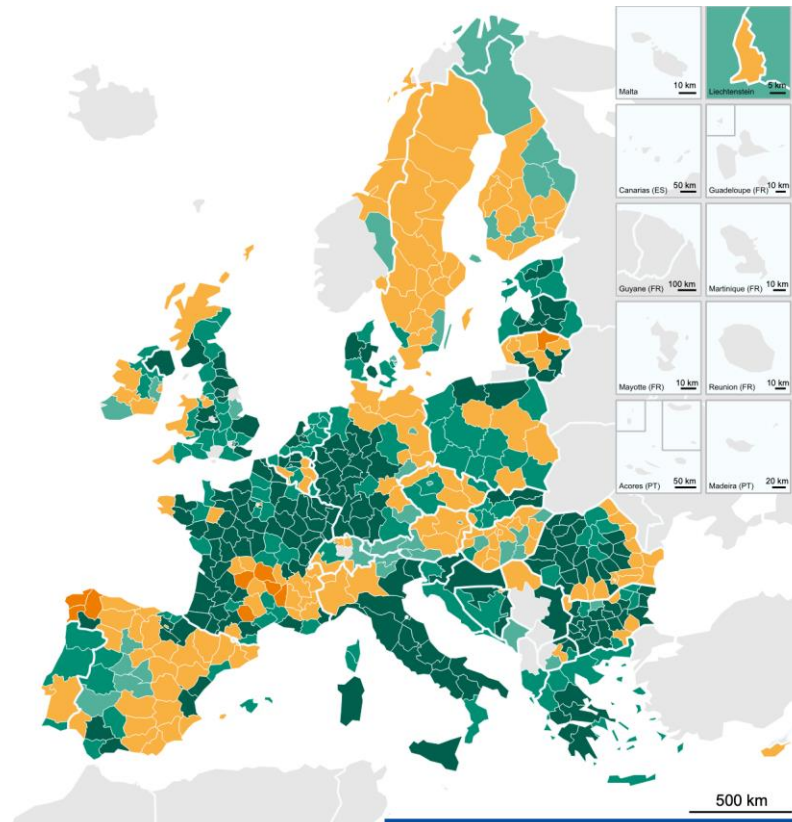 Malta
10 km
Liechtenstein
5 km
Canarias (ES)
50 km
Guadeloupe (FR)
10 km
Guyane (FR)
100 km
Martinique (FR)
10 km
Mayotte (FR)
10 km
Reunion (FR)
10 km
Acores (PT)
50 km
Madeira (PT)
20 km
500 km